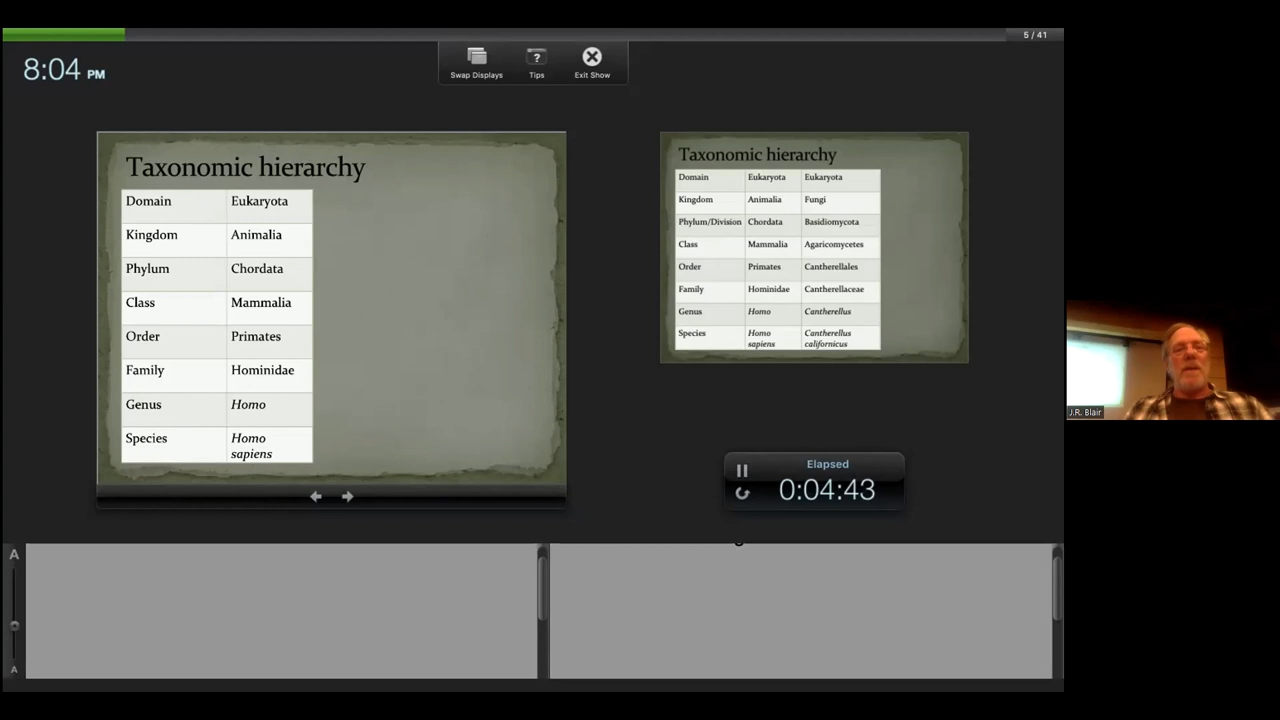 5 / 41
8:04 PM
Swap Displays
Tips
Exit Show
Taxonomic hierarchy
Domain Eukaryota
Kingdom Animalia
Phylum Chordata
Class Mammalia
Order Primates
Family Hominidae
Genus Homo
Species Homo
sapiens
Taxonomic hierarchy
Domain Eukaryota Eukaryota
Kingdom Animalia Fungi
Phylum/Division Chordata Basidiomycota
Class Mammalia Agaricomycetes
Order Primates Cantherellales
Family Hominidae Cantherellaceae
Genus Homo Cantherellus
Species Homo Cantherellus
sapiens californicus
J.R. Blair
Elapsed
0:04:43
A
A